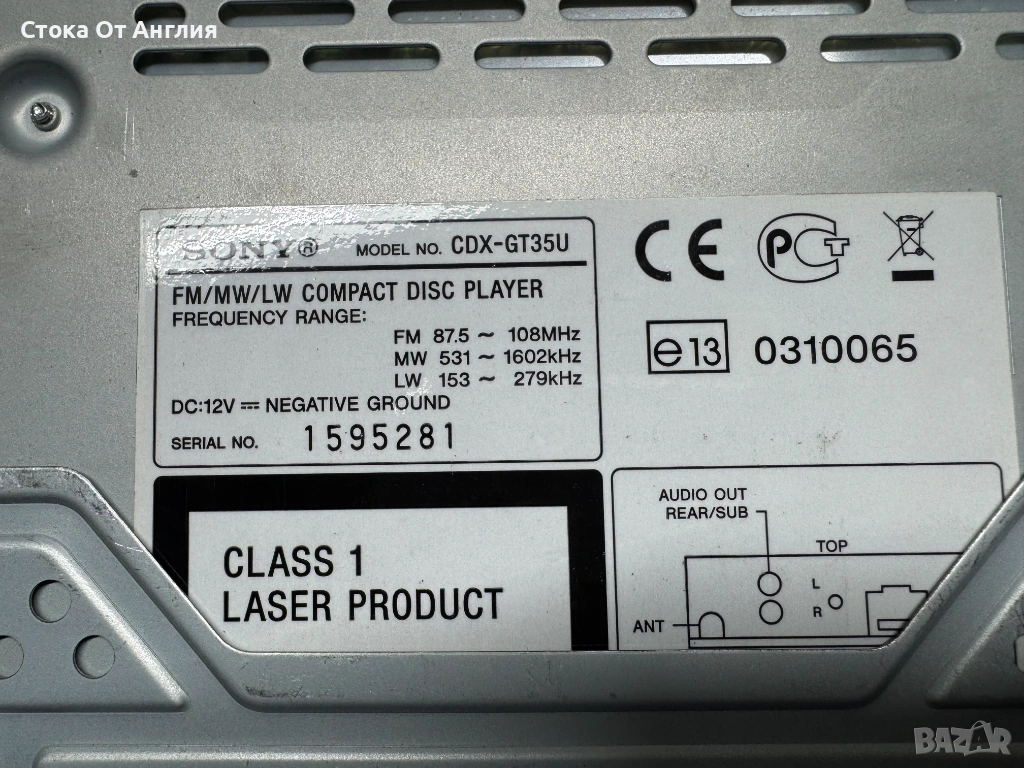 Стока От Англия
SONY® MODEL NO. CDX-GT35U
FM/MW/LW COMPACT DISC PLAYER
FREQUENCY RANGE:
FM 87.5 ~ 108MHz
MW 531 ~ 1602kHz
LW 153 ~ 279kHz
DC:12V ⎓ NEGATIVE GROUND
SERIAL NO. 1595281
CE PCT
e13 0310065
CLASS 1
LASER PRODUCT
AUDIO OUT
REAR/SUB
TOP
L
R
ANT
BAZAR